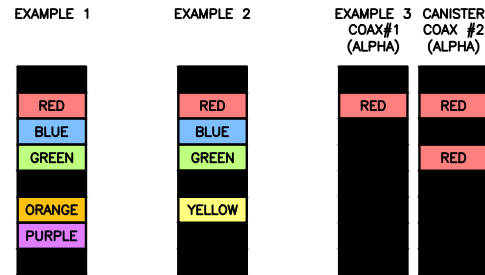 EXAMPLE 1
RED
BLUE
GREEN
ORANGE
PURPLE
EXAMPLE 2
RED
BLUE
GREEN
YELLOW
EXAMPLE 3
COAX#1
(ALPHA)
RED
CANISTER
COAX #2
(ALPHA)
RED
RED